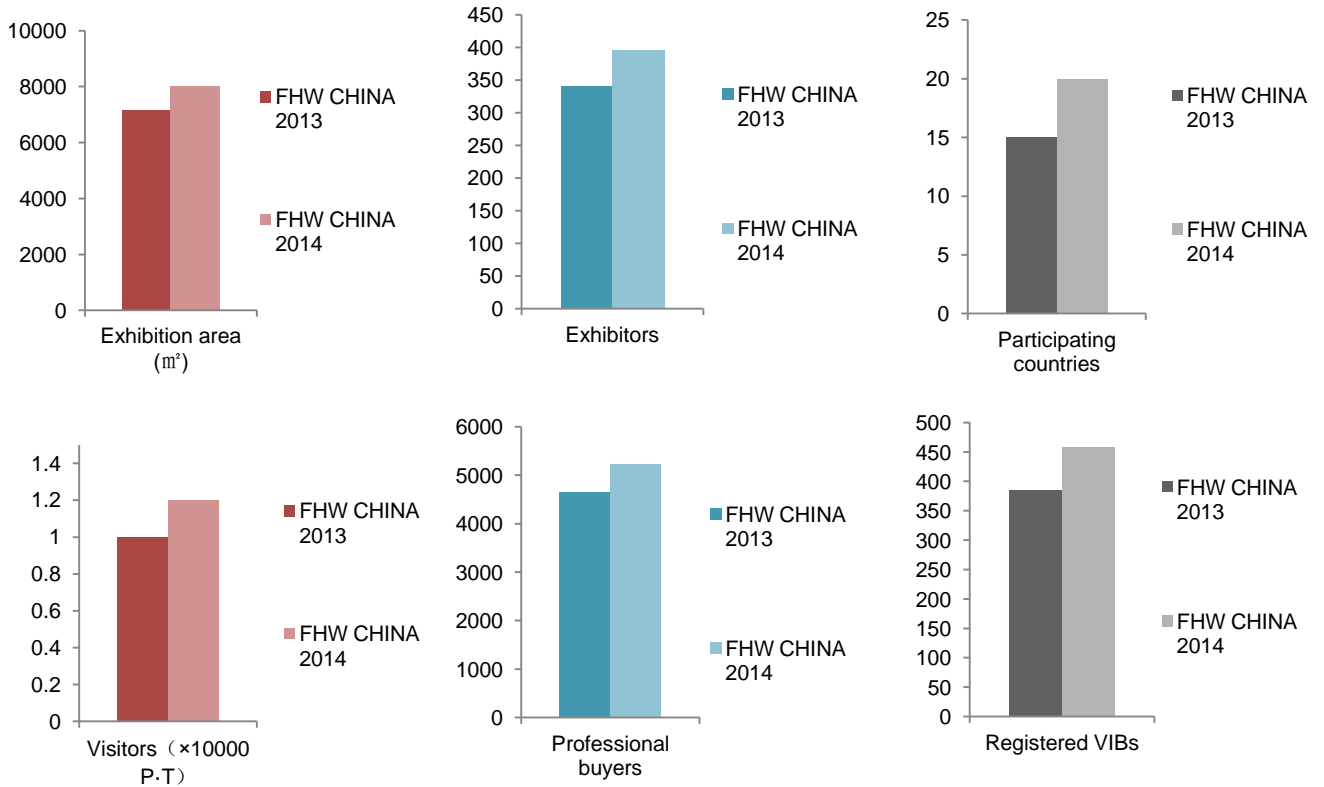 10000
8000
6000
4000
2000
0
Exhibition area
(㎡)
FHW CHINA
2013
FHW CHINA
2014
450
400
350
300
250
200
150
100
50
0
Exhibitors
FHW CHINA
2013
FHW CHINA
2014
25
20
15
10
5
0
Participating
countries
FHW CHINA
2013
FHW CHINA
2014
1.4
1.2
1
0.8
0.6
0.4
0.2
0
Visitors（×10000
P·T）
FHW CHINA
2013
FHW CHINA
2014
6000
5000
4000
3000
2000
1000
0
Professional
buyers
FHW CHINA
2013
FHW CHINA
2014
500
450
400
350
300
250
200
150
100
50
0
Registered VIBs
FHW CHINA
2013
FHW CHINA
2014